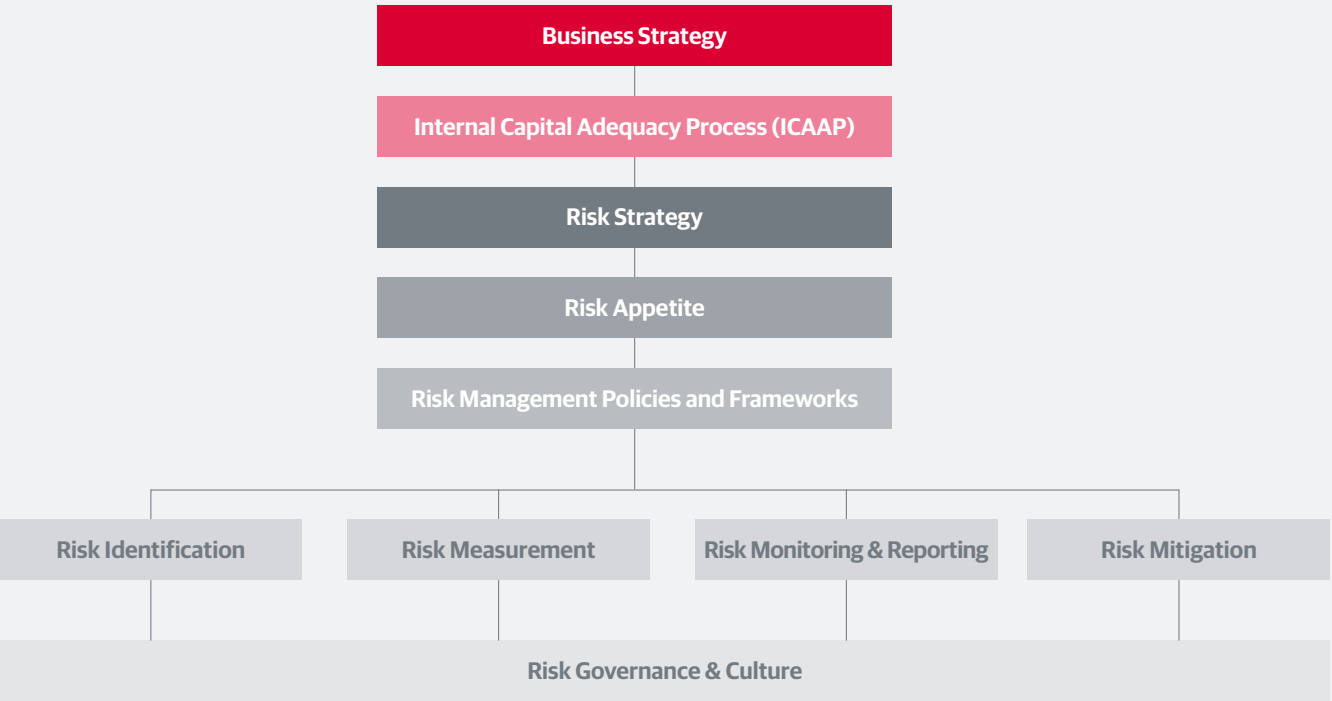 Business Strategy
Internal Capital Adequacy Process (ICAAP)
Risk Strategy
Risk Appetite
Risk Management Policies and Frameworks
Risk Identification
Risk Measurement
Risk Monitoring & Reporting
Risk Mitigation
Risk Governance & Culture